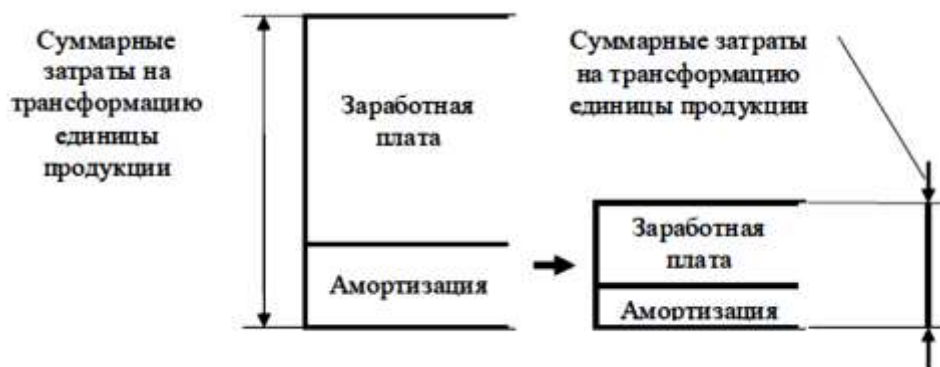 Суммарные
затраты на
трансформацию
единицы
продукции
Заработная
плата
Амортизация
Суммарные затраты
на трансформацию
единицы продукции
Заработная
плата
Амортизация